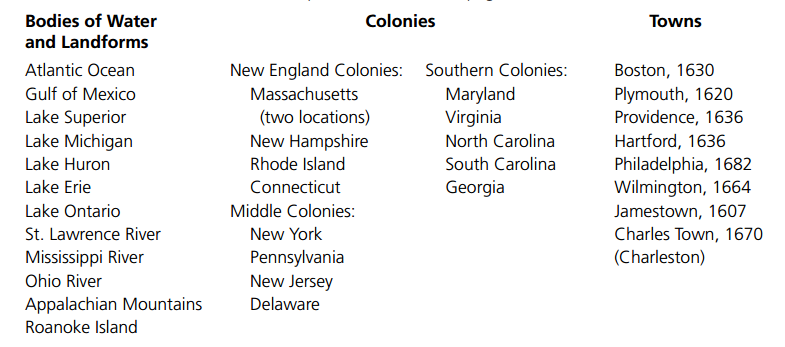 Bodies of Water
and Landforms
Atlantic Ocean
Gulf of Mexico
Lake Superior
Lake Michigan
Lake Huron
Lake Erie
Lake Ontario
St. Lawrence River
Mississippi River
Ohio River
Appalachian Mountains
Roanoke Island
Colonies
New England Colonies:
Massachusetts
(two locations)
New Hampshire
Rhode Island
Connecticut
Middle Colonies:
New York
Pennsylvania
New Jersey
Delaware
Southern Colonies:
Maryland
Virginia
North Carolina
South Carolina
Georgia
Towns
Boston, 1630
Plymouth, 1620
Providence, 1636
Hartford, 1636
Philadelphia, 1682
Wilmington, 1664
Jamestown, 1607
Charles Town, 1670
(Charleston)